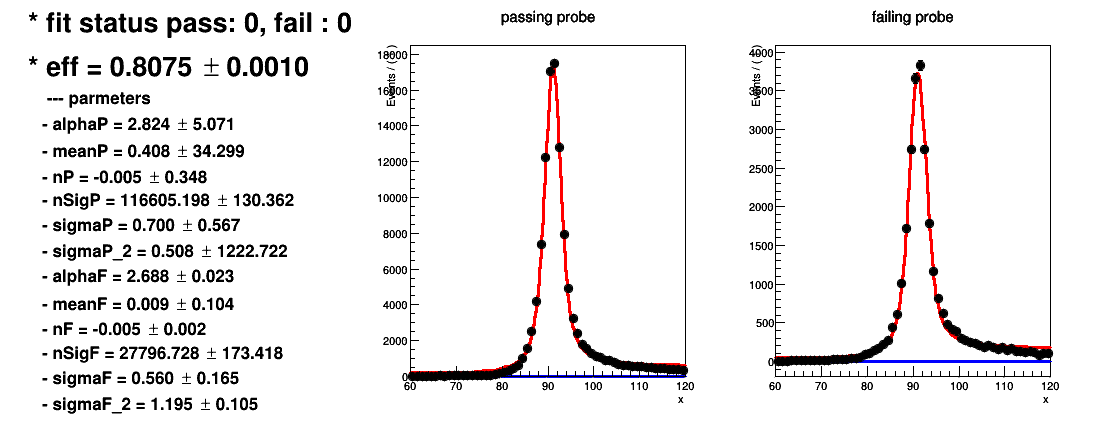 * fit status pass: 0, fail : 0
* eff = 0.8075 ± 0.0010
--- parmeters
- alphaP = 2.824 ± 5.071
- meanP = 0.408 ± 34.299
- nP = -0.005 ± 0.348
- nSigP = 116605.198 ± 130.362
- sigmaP = 0.700 ± 0.567
- sigmaP_2 = 0.508 ± 1222.722
- alphaF = 2.688 ± 0.023
- meanF = 0.009 ± 0.104
- nF = -0.005 ± 0.002
- nSigF = 27796.728 ± 173.418
- sigmaF = 0.560 ± 0.165
- sigmaF_2 = 1.195 ± 0.105
passing probe
Events / ( )
18000
16000
14000
12000
10000
8000
6000
4000
2000
0
60 70 80 90 100 110 120
x
failing probe
Events / ( )
4000
3500
3000
2500
2000
1500
1000
500
0
60 70 80 90 100 110 120
x